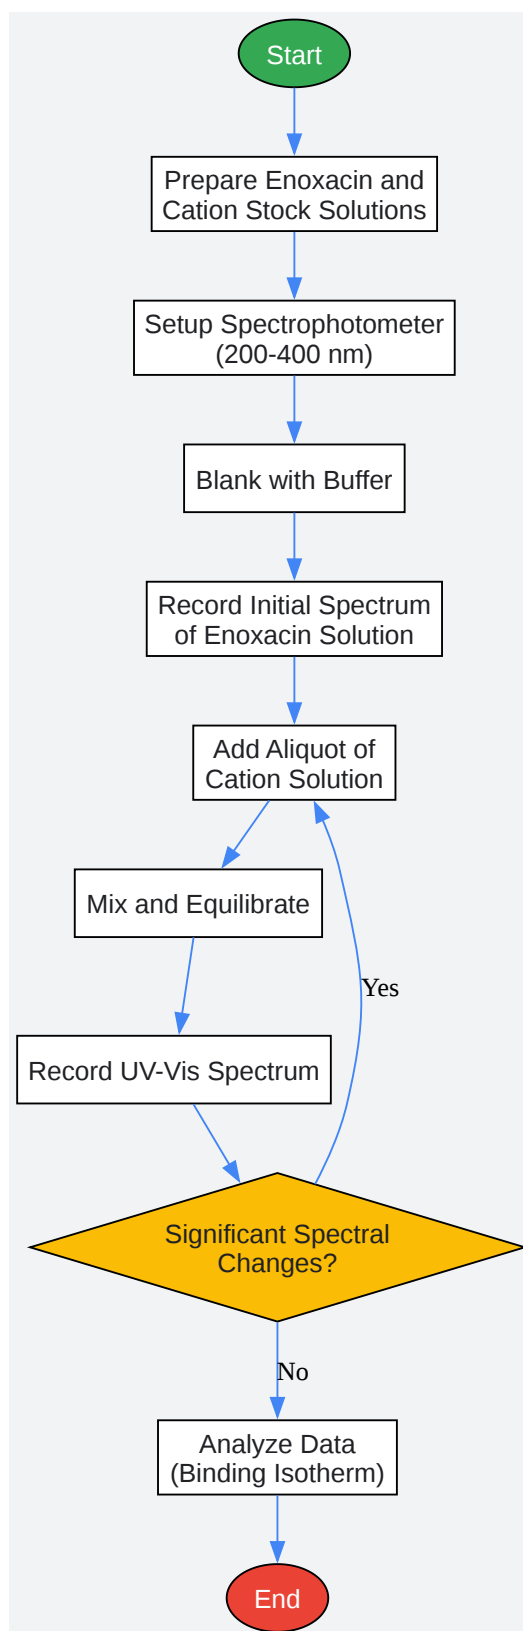 Start
Prepare Enoxacin and
Cation Stock Solutions
Setup Spectrophotometer
(200-400 nm)
Blank with Buffer
Record Initial Spectrum
of Enoxacin Solution
Add Aliquot of
Cation Solution
Mix and Equilibrate
Yes
Record UV-Vis Spectrum
Significant Spectral
Changes?
No
Analyze Data
(Binding Isotherm)
End